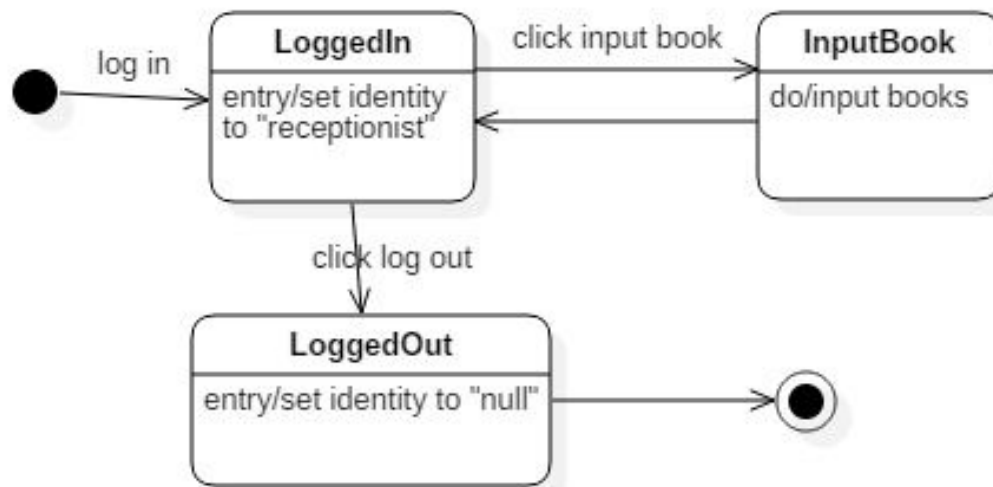 log in
LoggedIn
entry/set identity
to "receptionist"
click input book
InputBook
do/input books
click log out
LoggedOut
entry/set identity to "null"